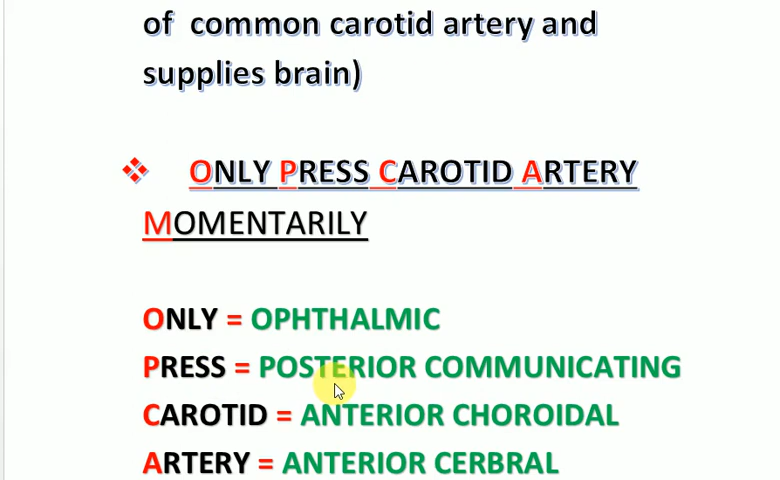 of common carotid artery and
supplies brain)
❖ ONLY PRESS CAROTID ARTERY
MOMENTARILY
ONLY = OPHTHALMIC
PRESS = POSTERIOR COMMUNICATING
CAROTID = ANTERIOR CHOROIDAL
ARTERY = ANTERIOR CERBRAL